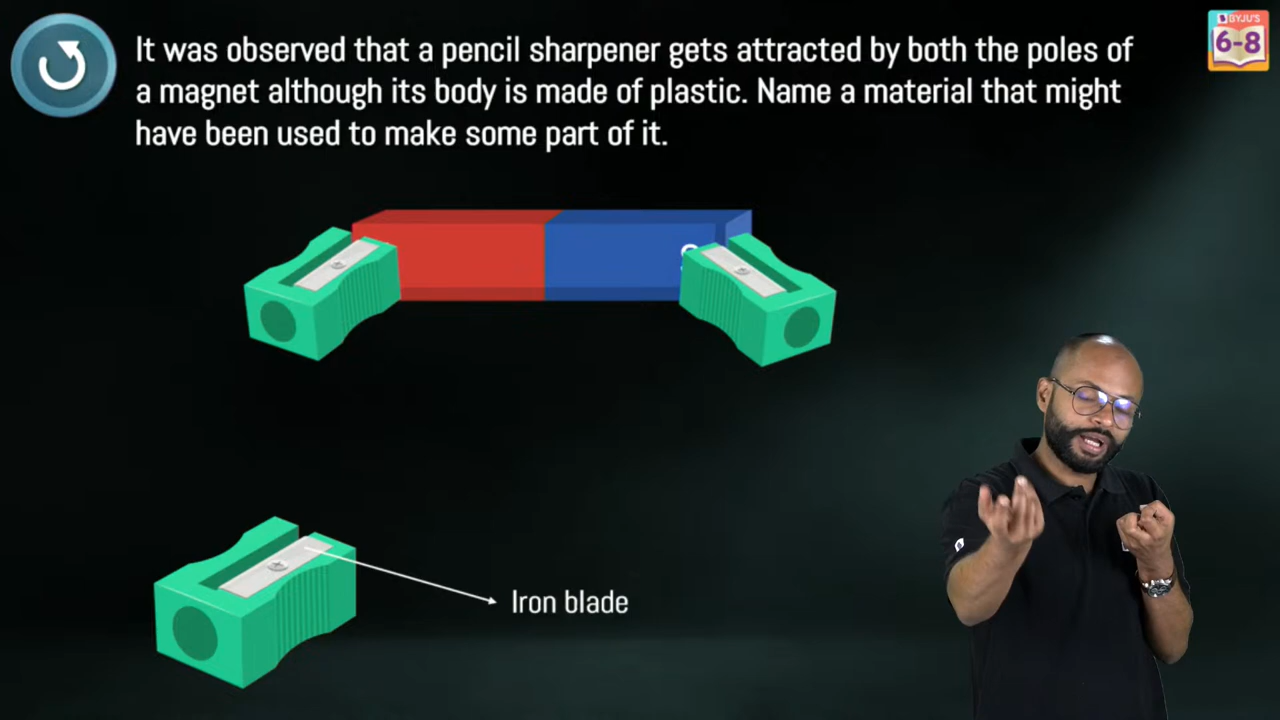 It was observed that a pencil sharpener gets attracted by both the poles of
a magnet although its body is made of plastic. Name a material that might
have been used to make some part of it.
BYJU'S
6-8
Iron blade